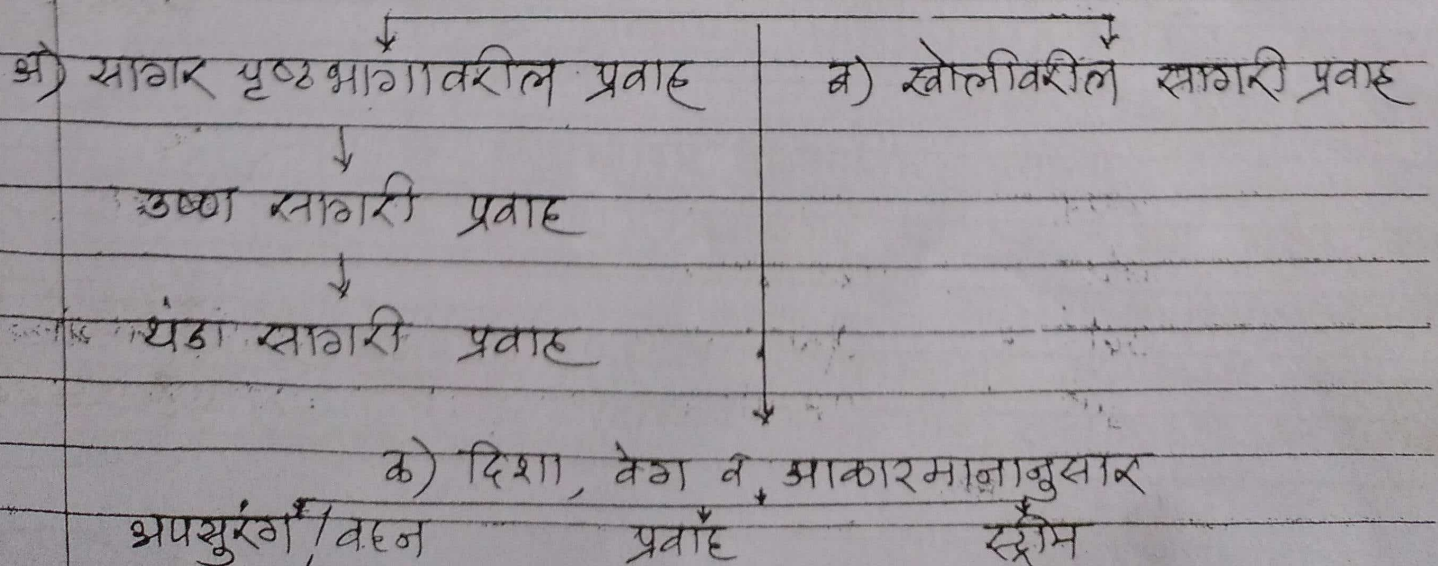 अ) सागर पृष्ठभागावरील प्रवाह ब) खोलीवरील सागरी प्रवाह
उष्ण सागरी प्रवाह
थंड सागरी प्रवाह
क) दिशा, वेग व आकारमानानुसार
अपसुरंग / वहन प्रवाह स्ट्रीम